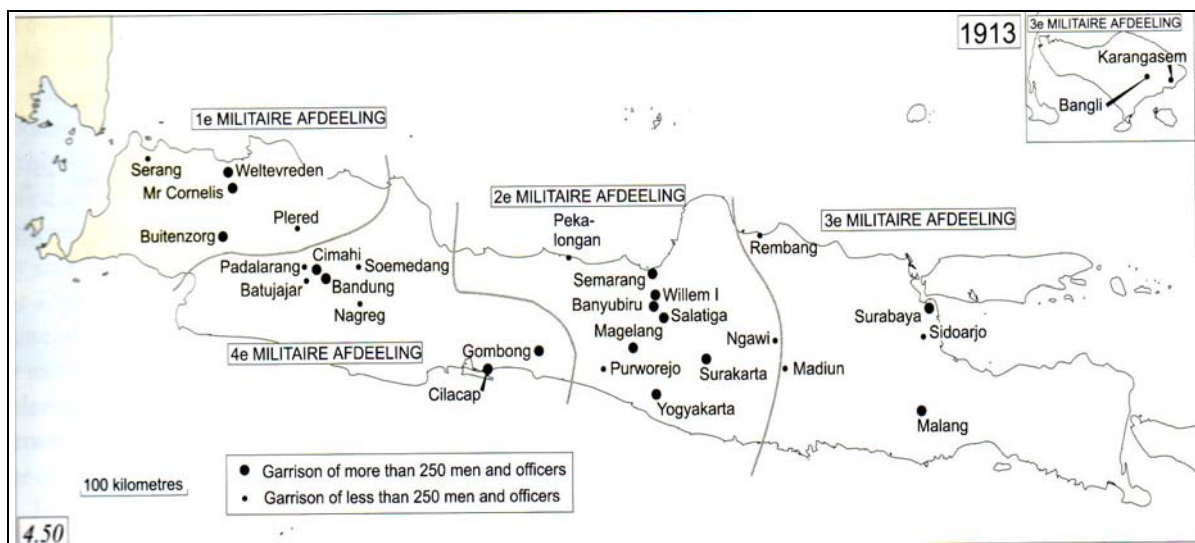 1913
3e MILITAIRE AFDEELING
Karangasem
Bangli
1e MILITAIRE AFDEELING
Serang
Weltevreden
Mr Cornelis
Plered
Buitenzorg
2e MILITAIRE AFDEELING
Peka-
longan
3e MILITAIRE AFDEELING
Rembang
Padalarang
Cimahi
Soemedang
Batujajar
Bandung
Nagreg
Semarang
Willem I
Banyubiru
Salatiga
Surabaya
Sidoarjo
Magelang
Ngawi
4e MILITAIRE AFDEELING
Gombong
Purworejo
Surakarta
Madiun
Cilacap
Yogyakarta
Malang
Garrison of more than 250 men and officers
Garrison of less than 250 men and officers
100 kilometres
4.50